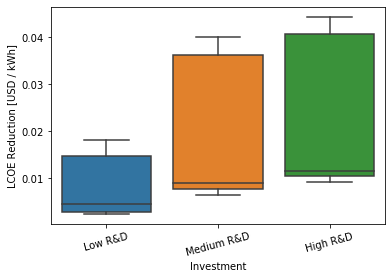 LCOE Reduction [USD / kWh]
0.04
0.03
0.02
0.01
Low R&D
Medium R&D
High R&D
Investment